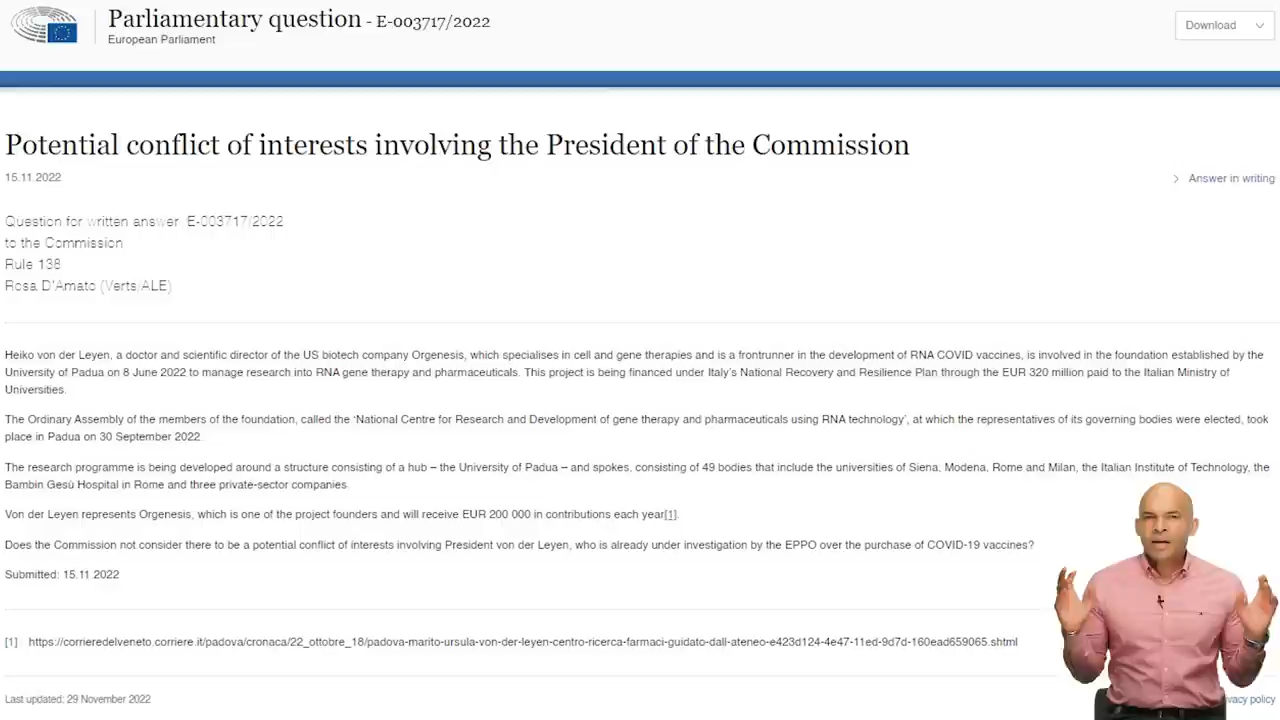 Parliamentary question - E-003717/2022
European Parliament
Download
Potential conflict of interests involving the President of the Commission
15.11.2022
Answer in writing
Question for written answer E-003717/2022
to the Commission
Rule 138
Rosa D'Amato (Verts/ALE)
Heiko von der Leyen, a doctor and scientific director of the US biotech company Orgenesis, which specialises in cell and gene therapies and is a frontrunner in the development of RNA COVID vaccines, is involved in the foundation established by the
University of Padua on 8 June 2022 to manage research into RNA gene therapy and pharmaceuticals. This project is being financed under Italy's National Recovery and Resilience Plan through the EUR 320 million paid to the Italian Ministry of
Universities.
The Ordinary Assembly of the members of the foundation, called the 'National Centre for Research and Development of gene therapy and pharmaceuticals using RNA technology', at which the representatives of its governing bodies were elected, took
place in Padua on 30 September 2022.
The research programme is being developed around a structure consisting of a hub – the University of Padua – and spokes, consisting of 49 bodies that include the universities of Siena, Modena, Rome and Milan, the Italian Institute of Technology, the
Bambin Gesù Hospital in Rome and three private-sector companies
Von der Leyen represents Orgenesis, which is one of the project founders and will receive EUR 200 000 in contributions each year[1].
Does the Commission not consider there to be a potential conflict of interests involving President von der Leyen, who is already under investigation by the EPPO over the purchase of COVID-19 vaccines?
Submitted: 15.11.2022
[1] https://corrieredelveneto.corriere.it/padova/cronaca/22_ottobre_18/padova-marito-ursula-von-der-leyen-centro-ricerca-farmaci-guidato-dall-ateneo-e423d124-4e47-11ed-9d7d-160ead659065.shtml
Last updated: 29 November 2022
vacy policy